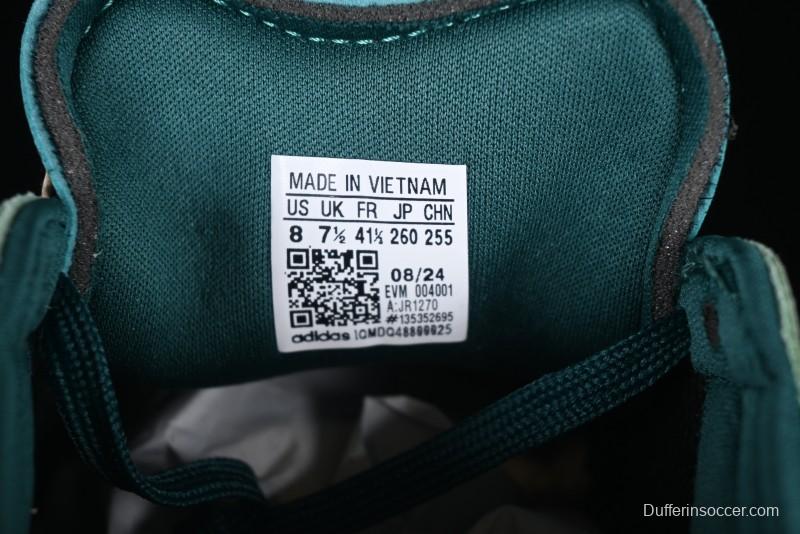 MADE IN VIETNAM
US UK FR JP CHN
8 7½ 41⅓ 260 255
08/24
EVM 004001
A:JR1270
#135352695
adidas
Dufferinsoccer.com